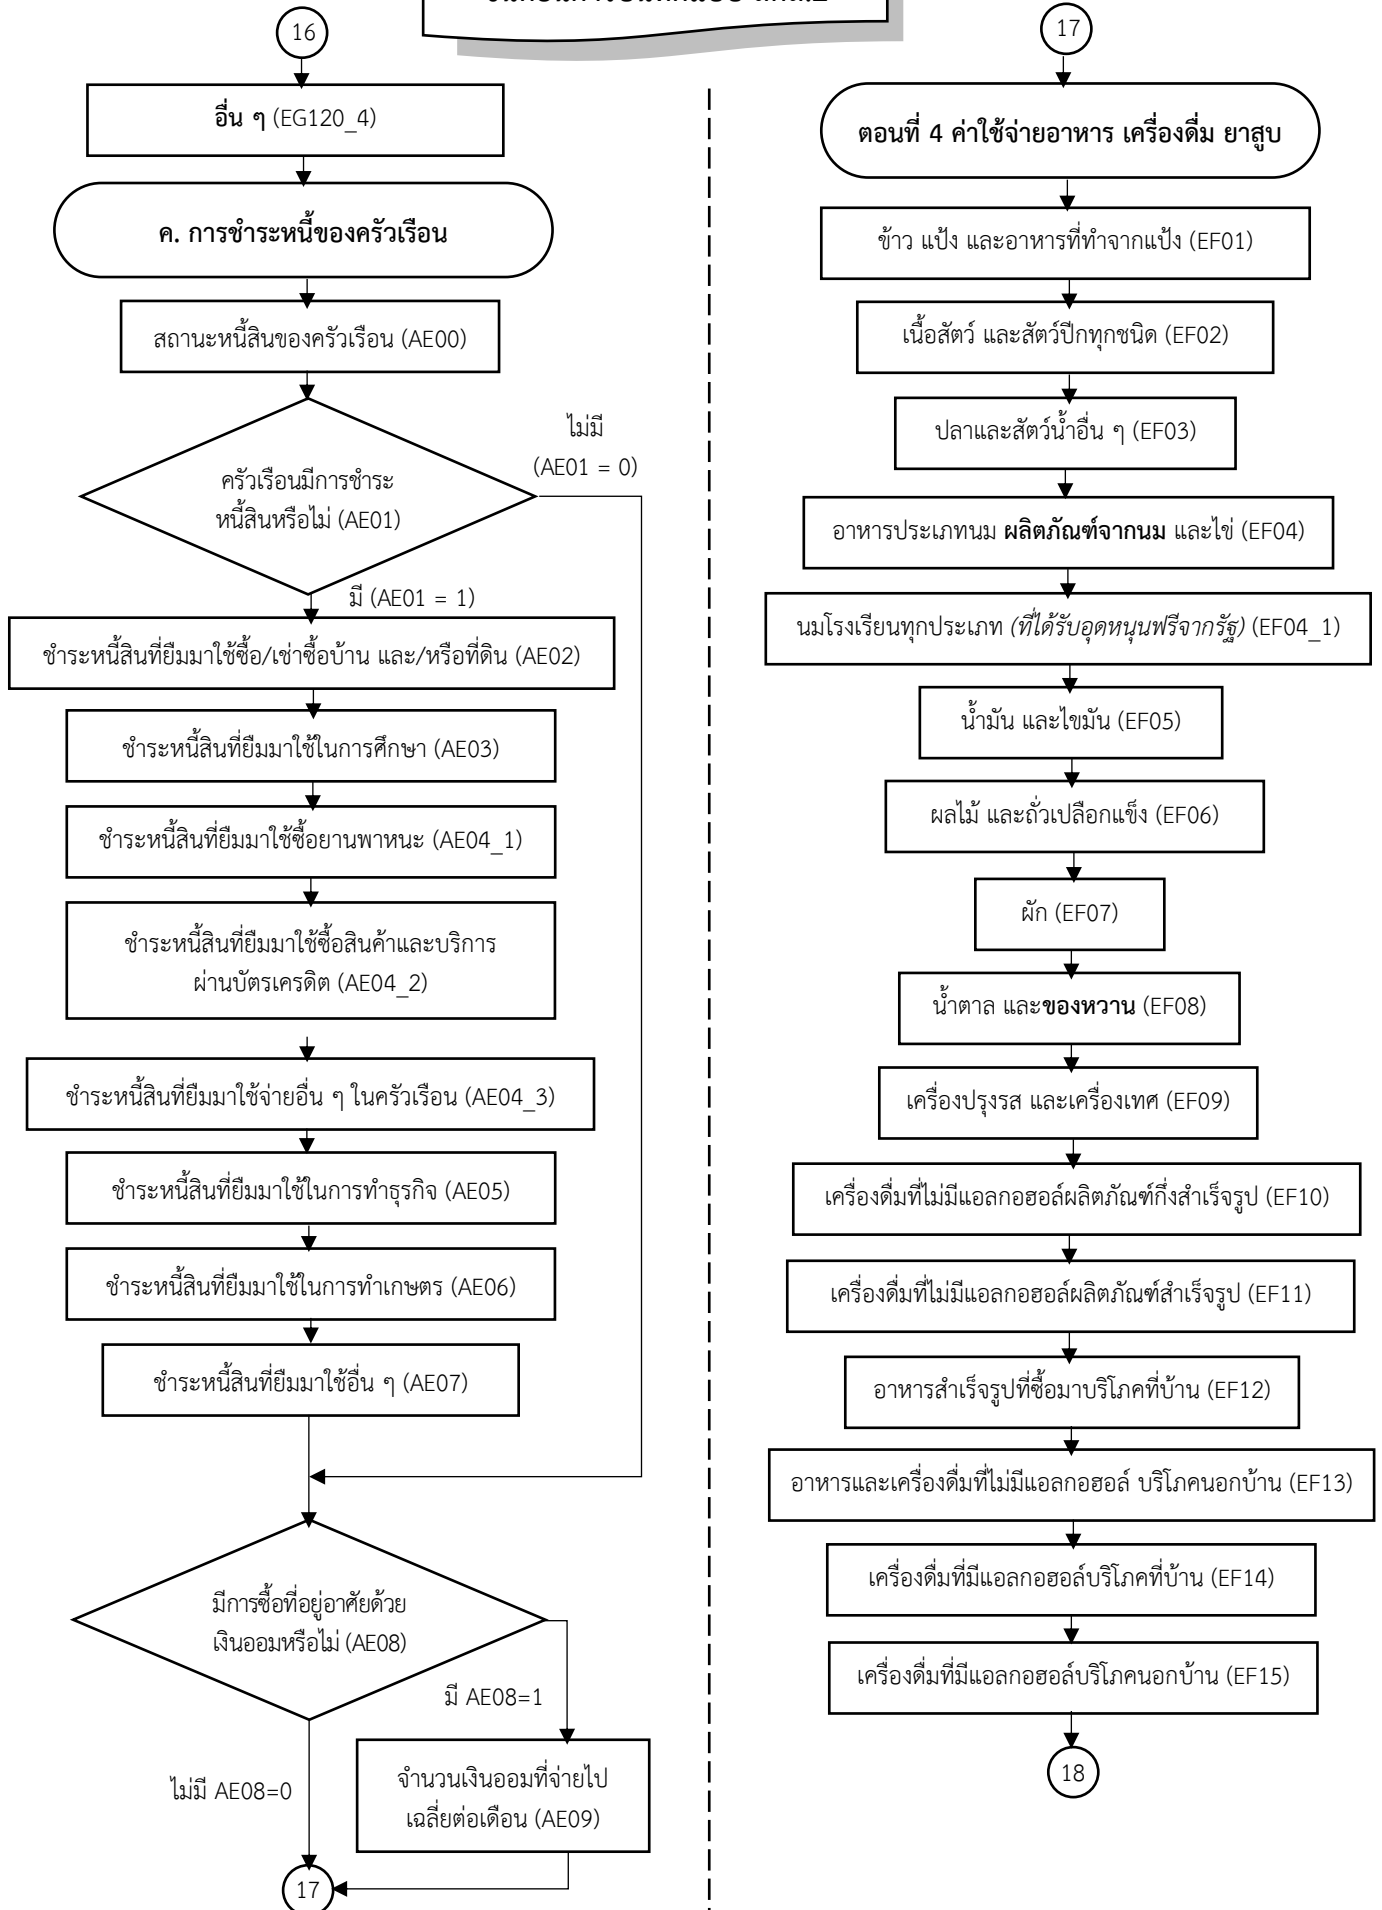 16
อื่น ๆ (EG120_4)
ค. การชำระหนี้ของครัวเรือน
สถานะหนี้สินของครัวเรือน (AE00)
ไม่มี
(AE01 = 0)
ครัวเรือนมีการชำระ
หนี้สินหรือไม่ (AE01)
มี (AE01 = 1)
ชำระหนี้สินที่ยืมมาใช้ซื้อ/เช่าซื้อบ้าน และ/หรือที่ดิน (AE02)
ชำระหนี้สินที่ยืมมาใช้ในการศึกษา (AE03)
ชำระหนี้สินที่ยืมมาใช้ซื้อยานพาหนะ (AE04_1)
ชำระหนี้สินที่ยืมมาใช้ซื้อสินค้าและบริการ
ผ่านบัตรเครดิต (AE04_2)
ชำระหนี้สินที่ยืมมาใช้จ่ายอื่น ๆ ในครัวเรือน (AE04_3)
ชำระหนี้สินที่ยืมมาใช้ในการทำธุรกิจ (AE05)
ชำระหนี้สินที่ยืมมาใช้ในการทำเกษตร (AE06)
ชำระหนี้สินที่ยืมมาใช้อื่น ๆ (AE07)
มีการซื้อที่อยู่อาศัยด้วย
เงินออมหรือไม่ (AE08)
มี AE08=1
ไม่มี AE08=0
จำนวนเงินออมที่จ่ายไป
เฉลี่ยต่อเดือน (AE09)
17
17
ตอนที่ 4 ค่าใช้จ่ายอาหาร เครื่องดื่ม ยาสูบ
ข้าว แป้ง และอาหารที่ทำจากแป้ง (EF01)
เนื้อสัตว์ และสัตว์ปีกทุกชนิด (EF02)
ปลาและสัตว์น้ำอื่น ๆ (EF03)
อาหารประเภทนม ผลิตภัณฑ์จากนม และไข่ (EF04)
นมโรงเรียนทุกประเภท (ที่ได้รับอุดหนุนฟรีจากรัฐ) (EF04_1)
น้ำมัน และไขมัน (EF05)
ผลไม้ และถั่วเปลือกแข็ง (EF06)
ผัก (EF07)
น้ำตาล และของหวาน (EF08)
เครื่องปรุงรส และเครื่องเทศ (EF09)
เครื่องดื่มที่ไม่มีแอลกอฮอล์ผลิตภัณฑ์กึ่งสำเร็จรูป (EF10)
เครื่องดื่มที่ไม่มีแอลกอฮอล์ผลิตภัณฑ์สำเร็จรูป (EF11)
อาหารสำเร็จรูปที่ซื้อมาบริโภคที่บ้าน (EF12)
อาหารและเครื่องดื่มที่ไม่มีแอลกอฮอล์ บริโภคนอกบ้าน (EF13)
เครื่องดื่มที่มีแอลกอฮอล์บริโภคที่บ้าน (EF14)
เครื่องดื่มที่มีแอลกอฮอล์บริโภคนอกบ้าน (EF15)
18